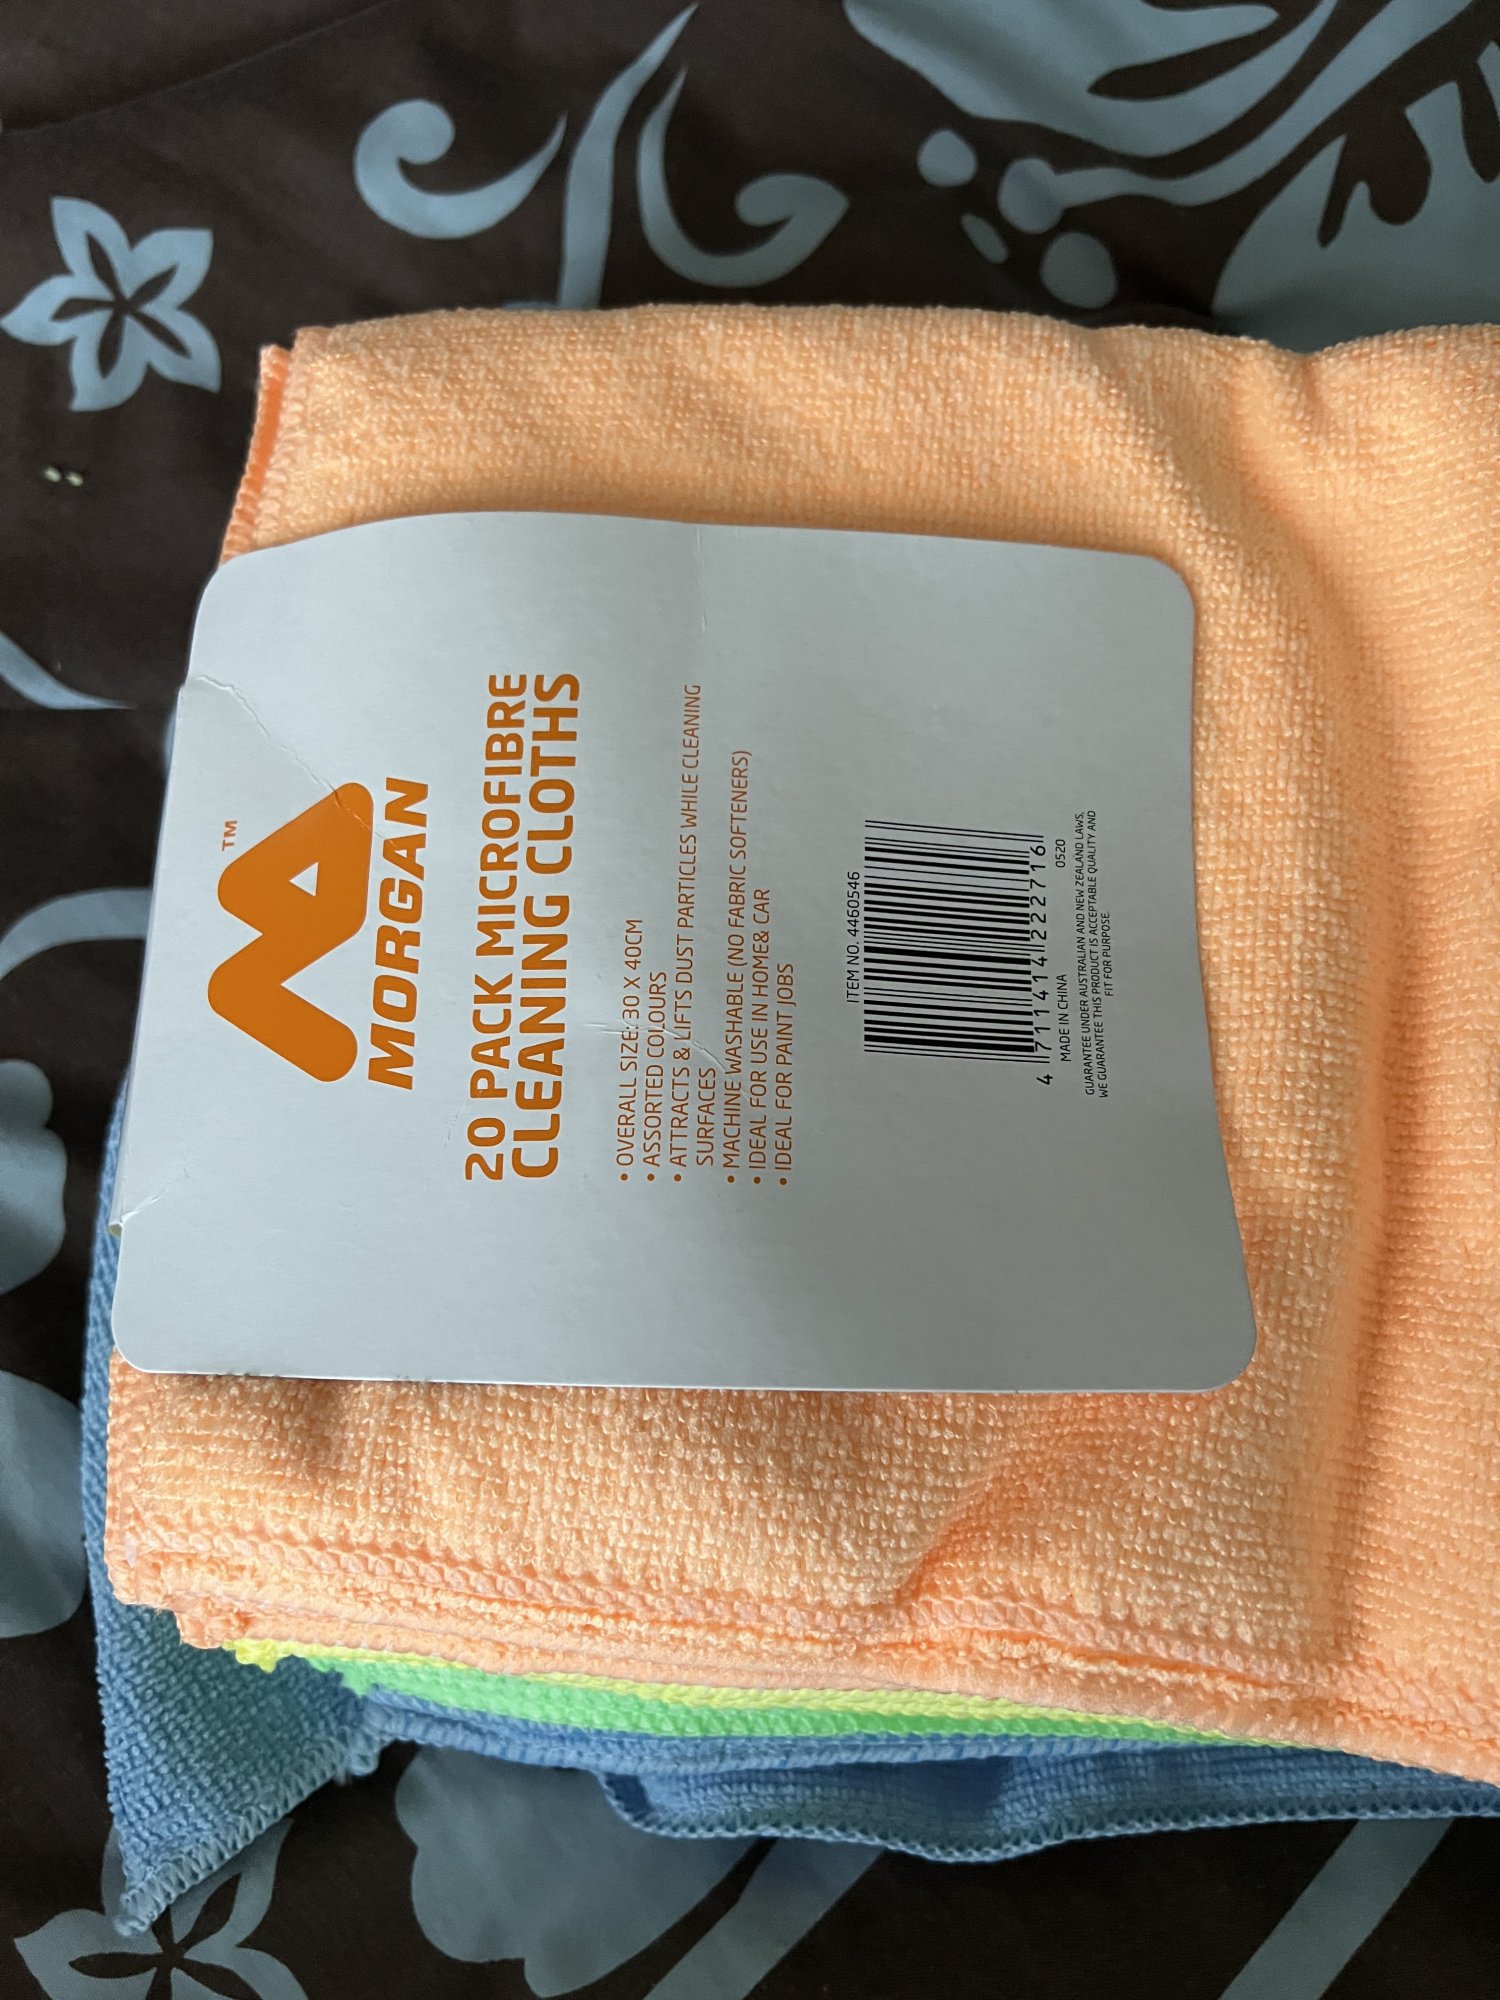 TM
MORGAN
20 PACK MICROFIBRE
CLEANING CLOTHS
• OVERALL SIZE: 30 X 40CM
• ASSORTED COLOURS
• ATTRACTS & LIFTS DUST PARTICLES WHILE CLEANING
SURFACES
• MACHINE WASHABLE (NO FABRIC SOFTENERS)
• IDEAL FOR USE IN HOME& CAR
• IDEAL FOR PAINT JOBS
ITEM NO. 4460546
4 711414 222716
MADE IN CHINA 0520
GUARANTEE UNDER AUSTRALIAN AND NEW ZEALAND LAWS,
WE GUARANTEE THIS PRODUCT IS ACCEPTABLE QUALITY AND
FIT FOR PURPOSE.